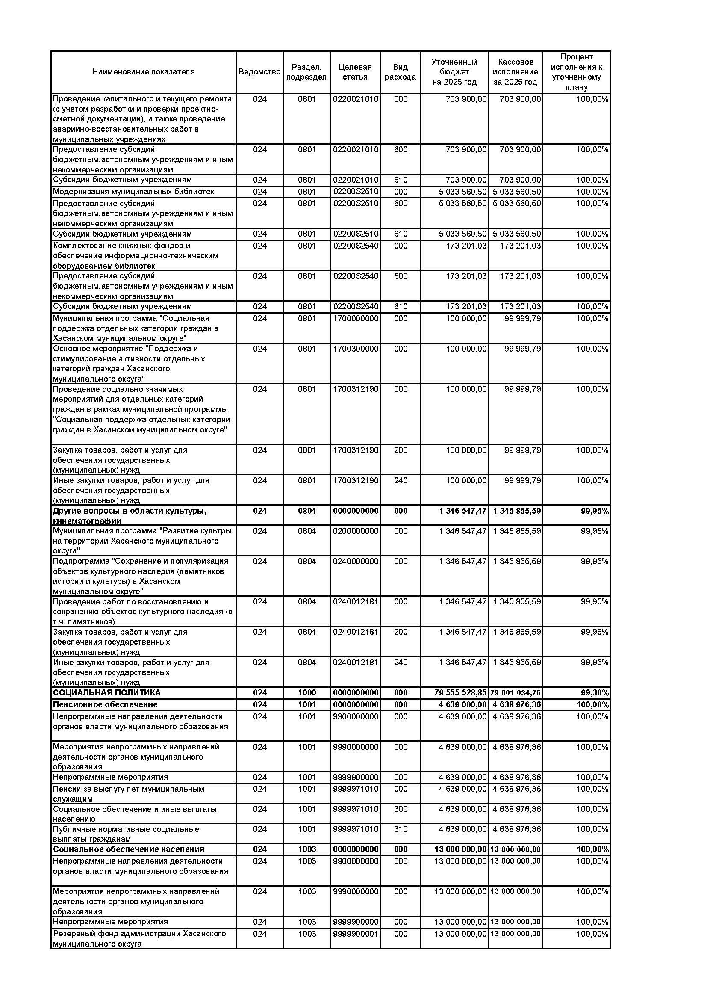 Наименование показателя Ведомство Раздел, подраздел Целевая статья Вид расхода Уточненный бюджет на 2025 год Кассовое исполнение за 2025 год Процент исполнения к уточненному плану
Проведение капитального и текущего ремонта 024 0801 0220021010 000 703 900,00 703 900,00 100,00%
(с учетом разработки и проверки проектно-
сметной документации), а также проведение
аварийно-восстановительных работ в
муниципальных учреждениях
Предоставление субсидий 024 0801 0220021010 600 703 900,00 703 900,00 100,00%
бюджетным,автономным учреждениям и иным
некоммерческим организациям
Субсидии бюджетным учреждениям 024 0801 0220021010 610 703 900,00 703 900,00 100,00%
Модернизация муниципальных библиотек 024 0801 02200S2510 000 5 033 560,50 5 033 560,50 100,00%
Предоставление субсидий 024 0801 02200S2510 600 5 033 560,50 5 033 560,50 100,00%
бюджетным,автономным учреждениям и иным
некоммерческим организациям
Субсидии бюджетным учреждениям 024 0801 02200S2510 610 5 033 560,50 5 033 560,50 100,00%
Комплектование книжных фондов и 024 0801 02200S2540 000 173 201,03 173 201,03 100,00%
обеспечение информационно-техническим
оборудованием библиотек
Предоставление субсидий 024 0801 02200S2540 600 173 201,03 173 201,03 100,00%
бюджетным,автономным учреждениям и иным
некоммерческим организациям
Субсидии бюджетным учреждениям 024 0801 02200S2540 610 173 201,03 173 201,03 100,00%
Муниципальная программа "Социальная 024 0801 1700000000 000 100 000,00 99 999,79 100,00%
поддержка отдельных категорий граждан в
Хасанском муниципальном округе"
Основное мероприятие "Поддержка и 024 0801 1700300000 000 100 000,00 99 999,79 100,00%
стимулирование активности отдельных
категорий граждан Хасанского
муниципального округа"
Проведение социально значимых 024 0801 1700312190 000 100 000,00 99 999,79 100,00%
мероприятий для отдельных категорий
граждан в рамках муниципальной программы
"Социальная поддержка отдельных категорий
граждан в Хасанском муниципальном округе"
Закупка товаров, работ и услуг для 024 0801 1700312190 200 100 000,00 99 999,79 100,00%
обеспечения государственных
(муниципальных) нужд
Иные закупки товаров, работ и услуг для 024 0801 1700312190 240 100 000,00 99 999,79 100,00%
обеспечения государственных
(муниципальных) нужд
Другие вопросы в области культуры, 024 0804 0000000000 000 1 346 547,47 1 345 855,59 99,95%
кинематографии
Муниципальная программа "Развитие культры 024 0804 0200000000 000 1 346 547,47 1 345 855,59 99,95%
на территории Хасанского муниципального
округа"
Подпрограмма "Сохранение и популяризация 024 0804 0240000000 000 1 346 547,47 1 345 855,59 99,95%
объектов культурного наследия (памятников
истории и культуры) в Хасанском
муниципальном округе"
Проведение работ по восстановлению и 024 0804 0240012181 000 1 346 547,47 1 345 855,59 99,95%
сохранению объектов культурного наследия (в
т.ч. памятников)
Закупка товаров, работ и услуг для 024 0804 0240012181 200 1 346 547,47 1 345 855,59 99,95%
обеспечения государственных
(муниципальных) нужд
Иные закупки товаров, работ и услуг для 024 0804 0240012181 240 1 346 547,47 1 345 855,59 99,95%
обеспечения государственных
(муниципальных) нужд
СОЦИАЛЬНАЯ ПОЛИТИКА 024 1000 0000000000 000 79 555 528,85 79 001 034,76 99,30%
Пенсионное обеспечение 024 1001 0000000000 000 4 639 000,00 4 638 976,36 100,00%
Непрограммные направления деятельности 024 1001 9900000000 000 4 639 000,00 4 638 976,36 100,00%
органов власти муниципального образования
Мероприятия непрограммных направлений 024 1001 9990000000 000 4 639 000,00 4 638 976,36 100,00%
деятельности органов муниципального
образования
Непрограммные мероприятия 024 1001 9999900000 000 4 639 000,00 4 638 976,36 100,00%
Пенсии за выслугу лет муниципальным 024 1001 9999971010 000 4 639 000,00 4 638 976,36 100,00%
служащим
Социальное обеспечение и иные выплаты 024 1001 9999971010 300 4 639 000,00 4 638 976,36 100,00%
населению
Публичные нормативные социальные 024 1001 9999971010 310 4 639 000,00 4 638 976,36 100,00%
выплаты гражданам
Социальное обеспечение населения 024 1003 0000000000 000 13 000 000,00 13 000 000,00 100,00%
Непрограммные направления деятельности 024 1003 9900000000 000 13 000 000,00 13 000 000,00 100,00%
органов власти муниципального образования
Мероприятия непрограммных направлений 024 1003 9990000000 000 13 000 000,00 13 000 000,00 100,00%
деятельности органов муниципального
образования
Непрограммные мероприятия 024 1003 9999900000 000 13 000 000,00 13 000 000,00 100,00%
Резервный фонд администрации Хасанского 024 1003 9999900001 000 13 000 000,00 13 000 000,00 100,00%
муниципального округа